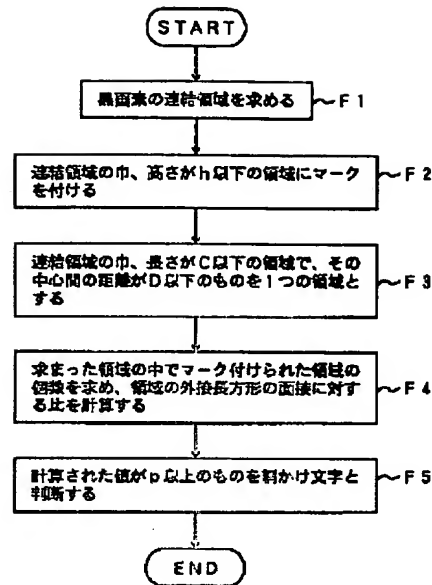 START
黒画素の連結領域を求める
~F1
連結領域の巾、高さがh以下の領域にマーク
を付ける
~F2
連結領域の巾、長さがC以下の領域で、その
中心間の距離がD以下のものを1つの領域と
する
~F3
求まった領域の中でマーク付けられた領域の
個数を求め、領域の外接長方形の面接に対す
る比を計算する
~F4
計算された値がp以上のものを斜かけ文字と
判断する
~F5
END